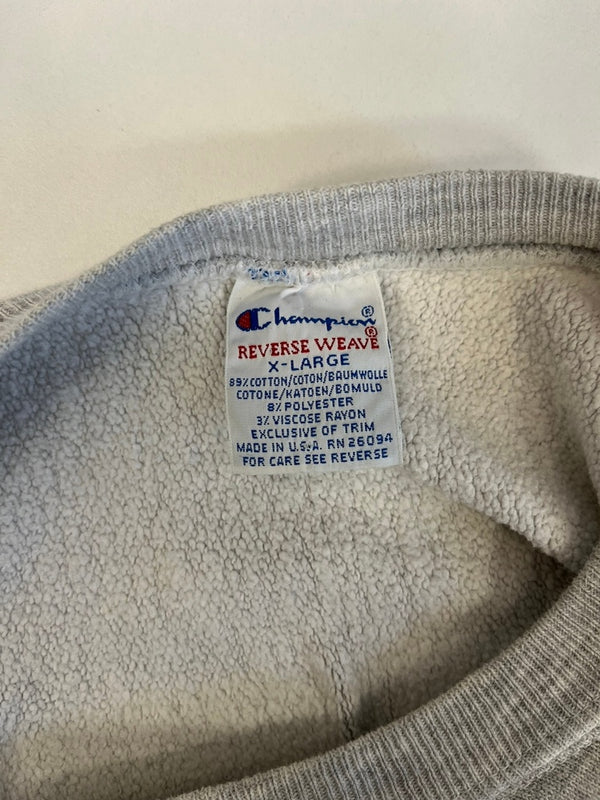 Champion®
REVERSE WEAVE®
X-LARGE
89% COTTON/COTON/BAUMWOLLE
COTONE/KATOEN/BOMULD
8% POLYESTER
3% VISCOSE RAYON
EXCLUSIVE OF TRIM
MADE IN U.S.A. RN 26094
FOR CARE SEE REVERSE